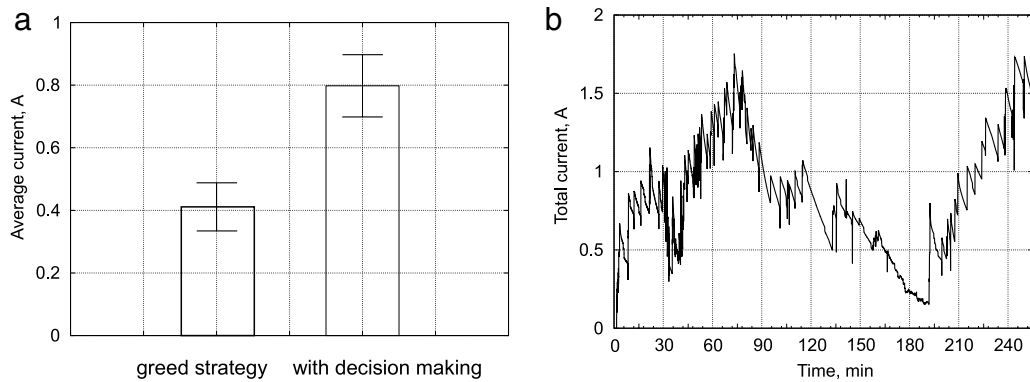 a
Average current, A
1
0.8
0.6
0.4
0.2
0
greed strategy
with decision making
b
Total current, A
2
1.5
1
0.5
0
0 30 60 90 120 150 180 210 240
Time, min